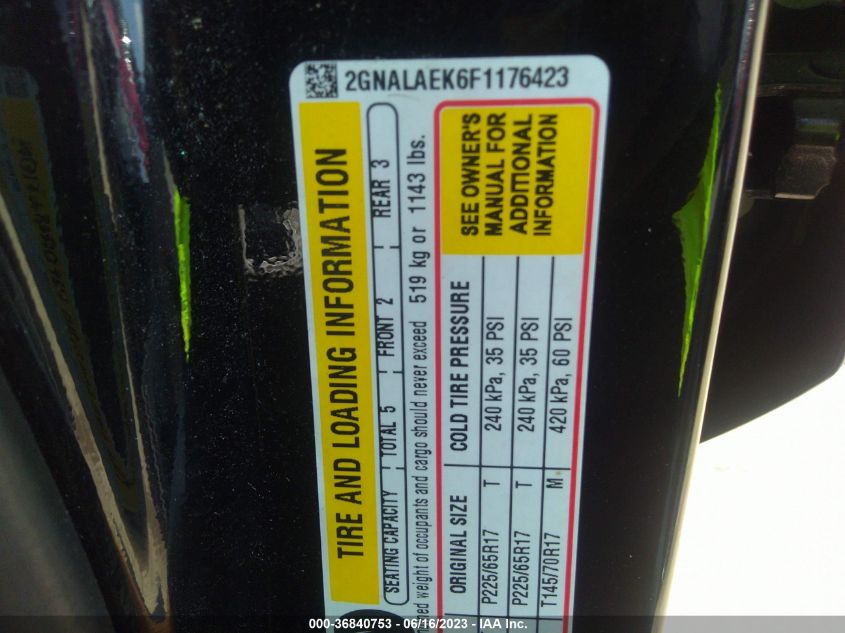 2GNALAEK6F1176423
TIRE AND LOADING INFORMATION
SEATING CAPACITY TOTAL 5 FRONT 2 REAR 3
weight of occupants and cargo should never exceed 519 kg or 1143 lbs.
SEE OWNER'S
MANUAL FOR
ADDITIONAL
INFORMATION
ORIGINAL SIZE COLD TIRE PRESSURE
P225/65R17 T 240 kPa, 35 PSI
P225/65R17 T 240 kPa, 35 PSI
T145/70R17 M 420 kPa, 60 PSI
000-36840753 - 06/16/2023 - IAA Inc.